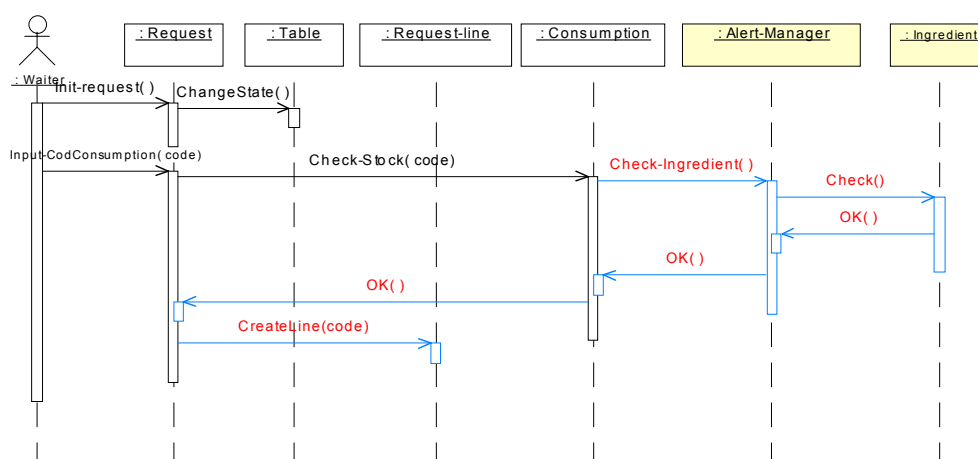 : Request
: Table
: Request-line
: Consumption
: Alert-Manager
: Ingredient
: Waiter
Init-request( )
ChangeState( )
Input-CodConsumption( code)
Check-Stock( code)
Check-Ingredient( )
Check()
OK( )
OK( )
OK( )
CreateLine(code)